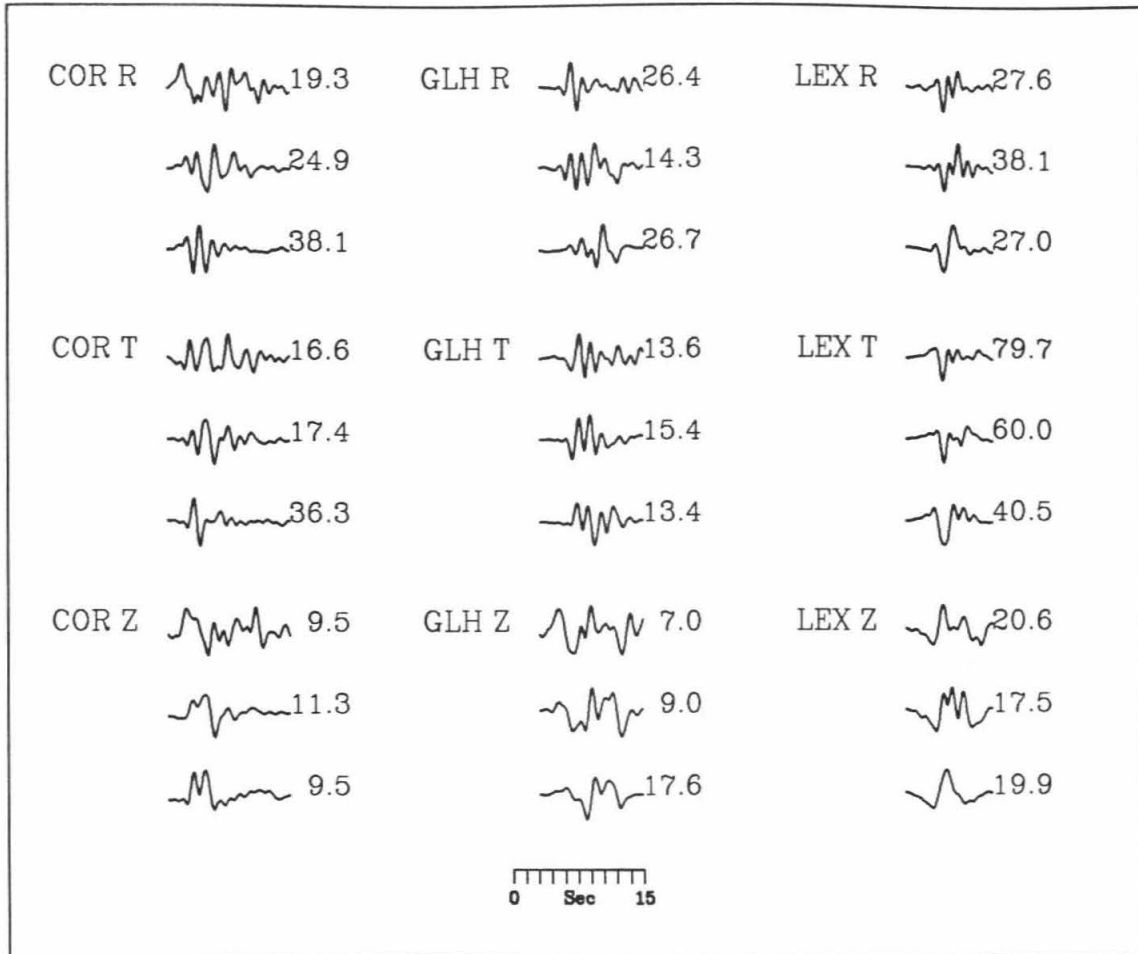 COR R 19.3 GLH R 26.4 LEX R 27.6
24.9 14.3 38.1
38.1 26.7 27.0
COR T 16.6 GLH T 13.6 LEX T 79.7
17.4 15.4 60.0
36.3 13.4 40.5
COR Z 9.5 GLH Z 7.0 LEX Z 20.6
11.3 9.0 17.5
9.5 17.6 19.9
0 Sec 15